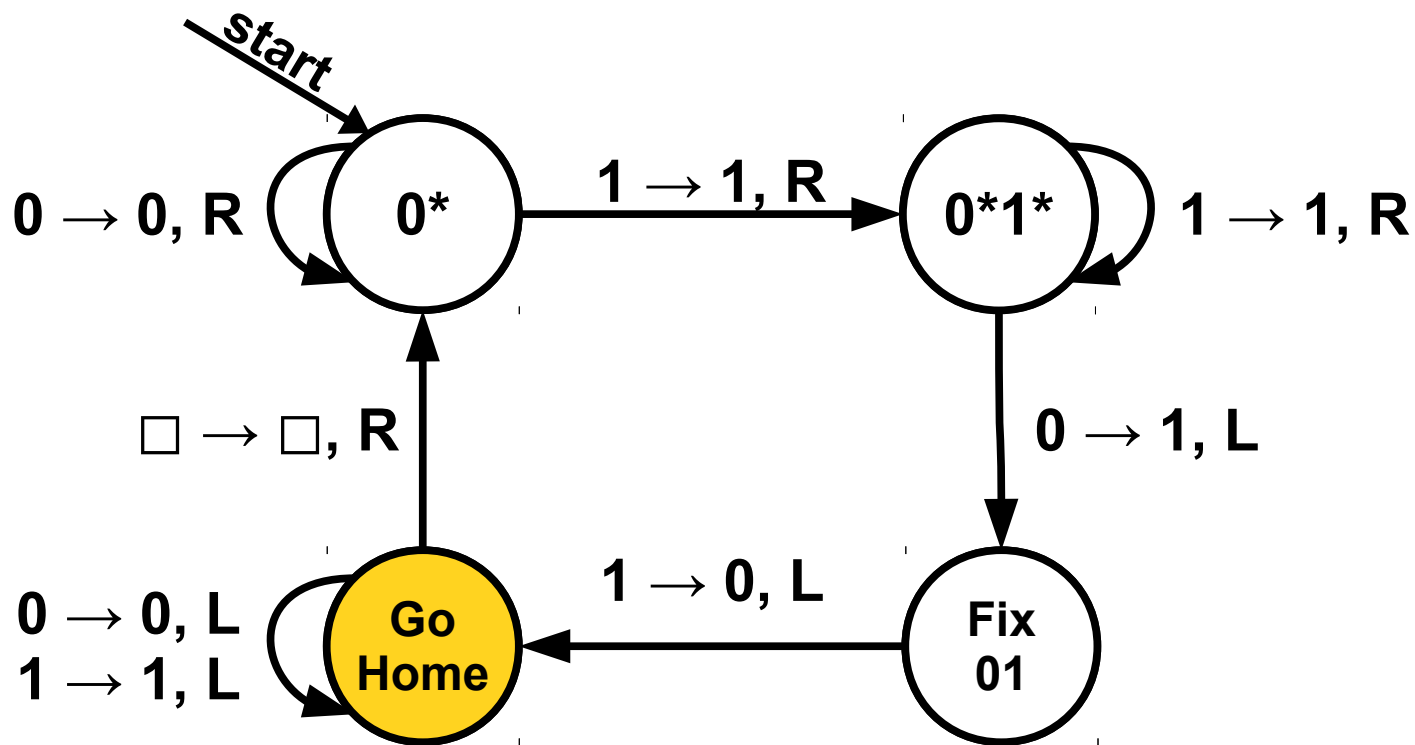 start
0 → 0, R
0*
1 → 1, R
0*1*
1 → 1, R
□ → □, R
0 → 1, L
0 → 0, L
1 → 1, L
Go
Home
1 → 0, L
Fix
01